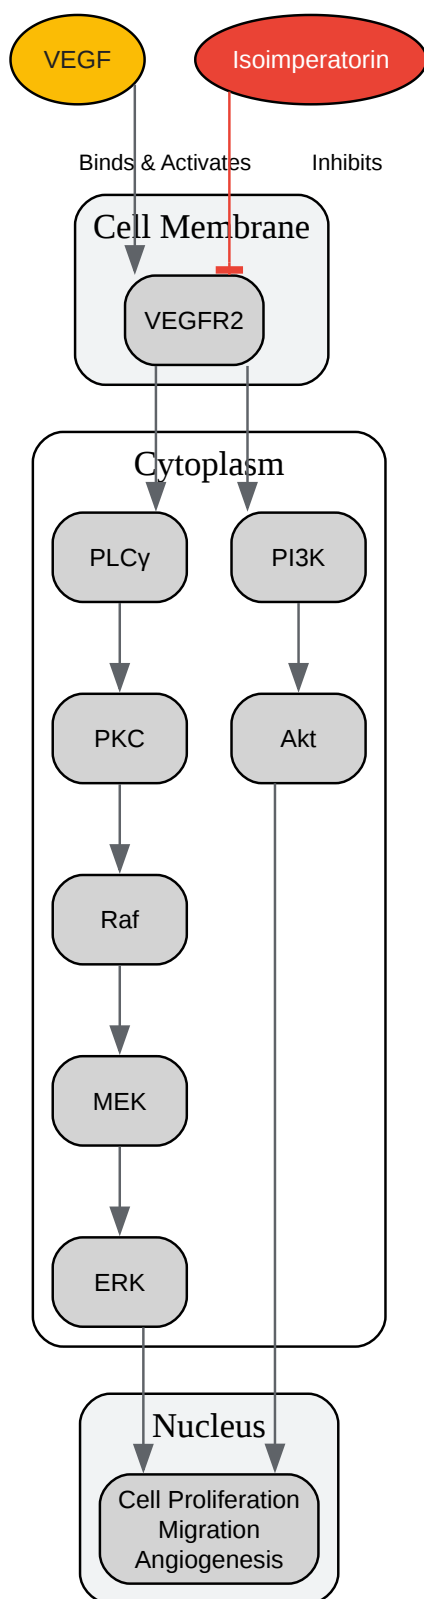 VEGF
Isoimperatorin
Binds & Activates
Inhibits
Cell Membrane
VEGFR2
Cytoplasm
PLCγ
PI3K
PKC
Akt
Raf
MEK
ERK
Nucleus
Cell Proliferation
Migration
Angiogenesis